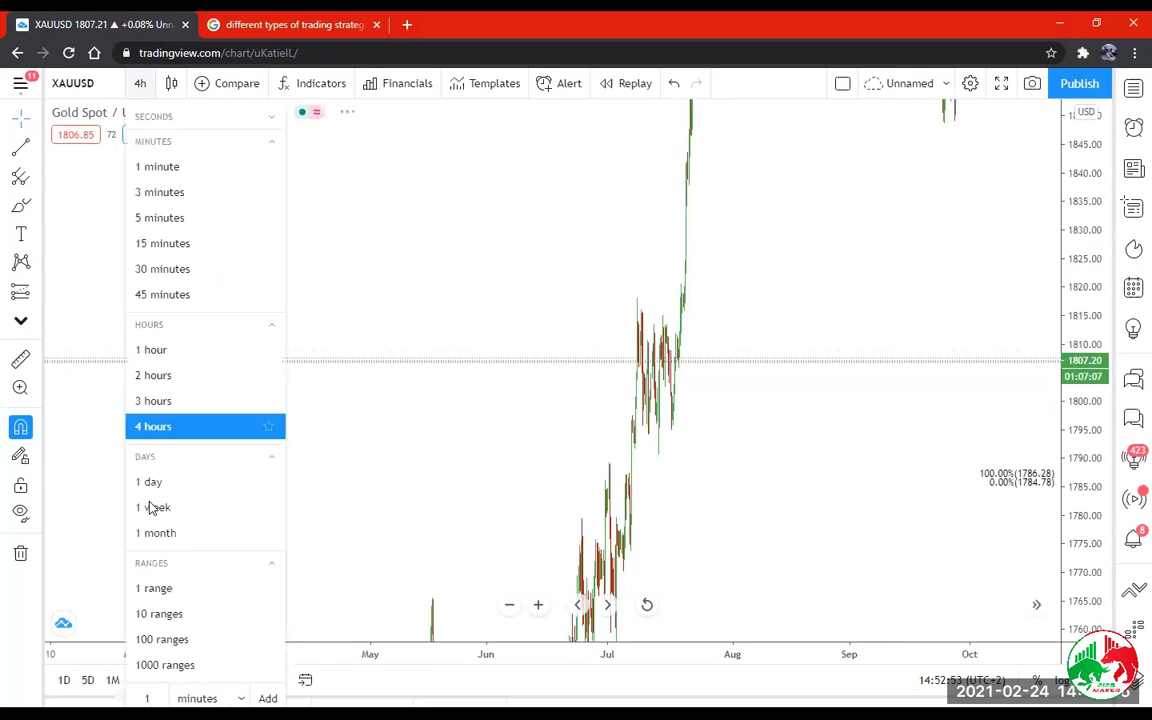 XAUUSD 1807.21 ▲ +0.08% Unn
different types of trading strateg
tradingview.com/chart/uKatieIL/
11
XAUUSD
4h
Compare
Indicators
Financials
Templates
Alert
Replay
Unnamed
Publish
Gold Spot / U
1806.85
72
USD
SECONDS
MINUTES
1 minute
3 minutes
5 minutes
15 minutes
30 minutes
45 minutes
HOURS
1 hour
2 hours
3 hours
4 hours
DAYS
1 day
1 week
1 month
RANGES
1 range
10 ranges
100 ranges
1000 ranges
1
minutes
Add
1845.00
1840.00
1835.00
1830.00
1825.00
1820.00
1815.00
1810.00
1807.20
01:07:07
1800.00
1795.00
1790.00
1785.00
1780.00
1775.00
1770.00
1765.00
1760.00
100.00%(1786.28)
0.00%(1784.78)
423
8
10
May
Jun
Jul
Aug
Sep
Oct
1D
5D
1M
14:52:53 (UTC+2)
%
log
2021-02-24